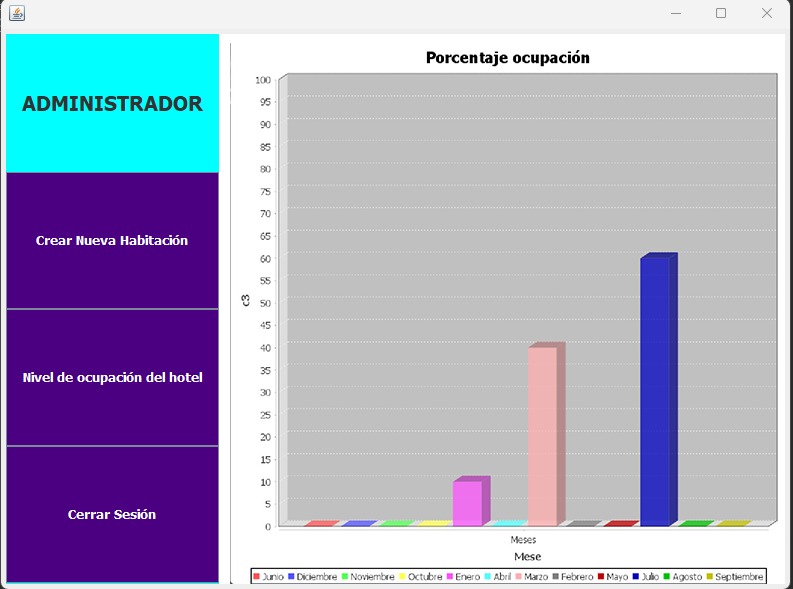 ADMINISTRADOR
Crear Nueva Habitación
Nivel de ocupación del hotel
Cerrar Sesión
Porcentaje ocupación
100
95
90
85
80
75
70
65
60
55
50
45
40
35
30
25
20
15
10
5
0
c3
Meses
Mese
Junio Diciembre Noviembre Octubre Enero Abril Marzo Febrero Mayo Julio Agosto Septiembre